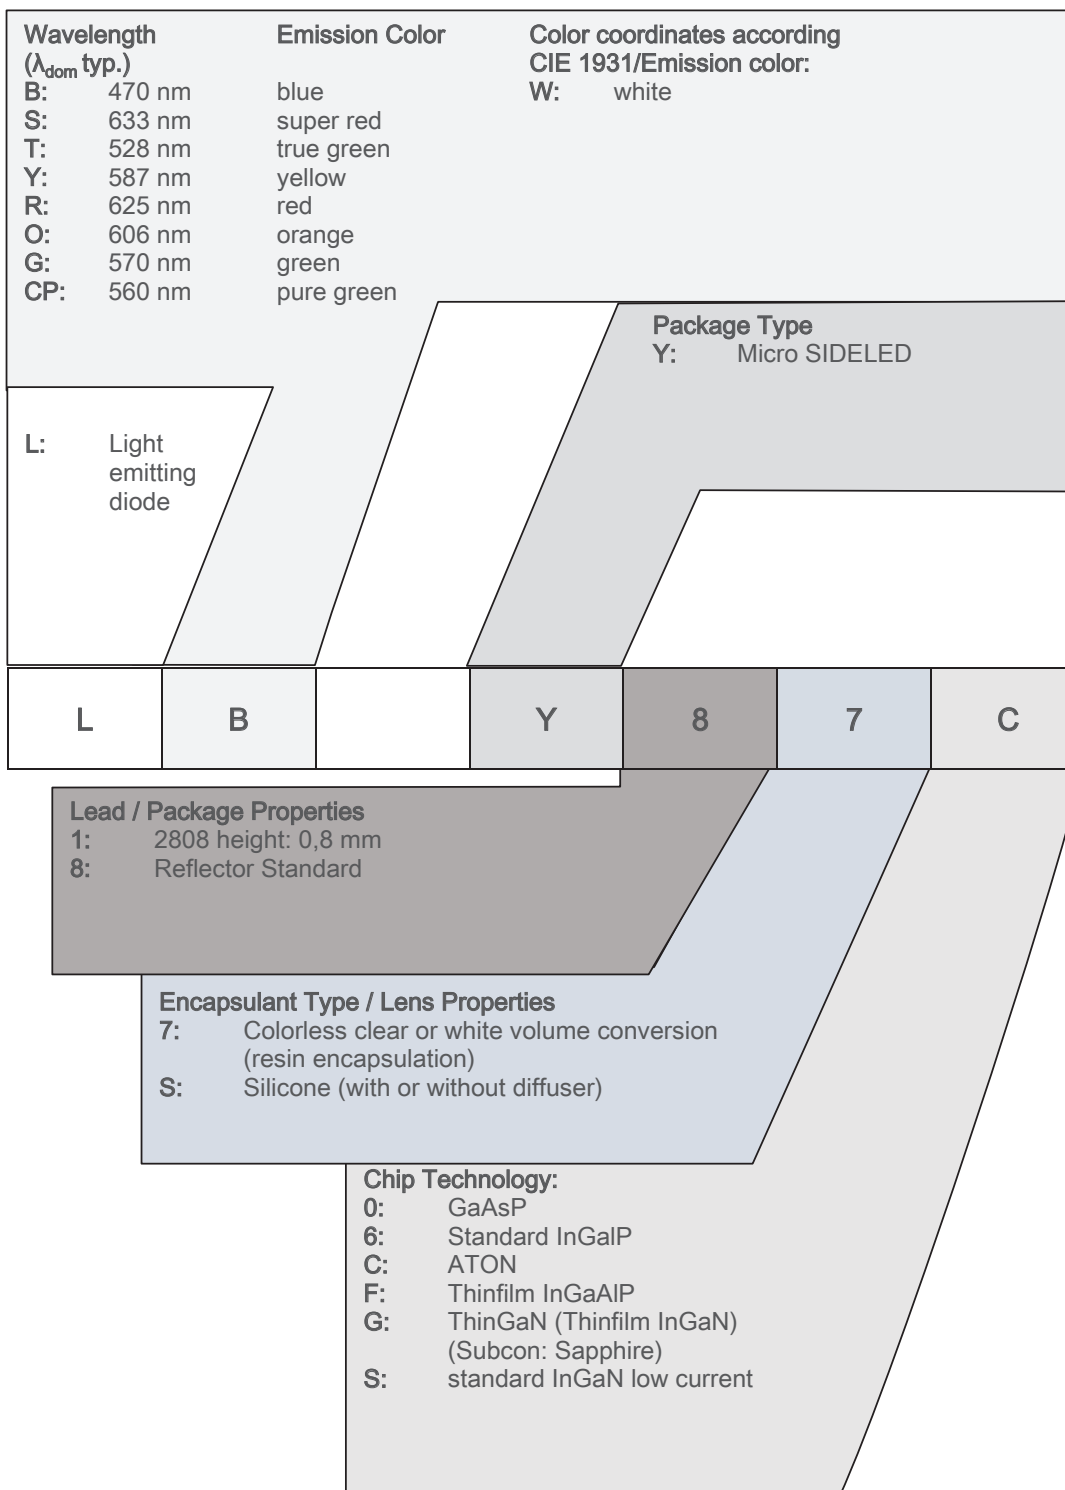 Wavelength Emission Color Color coordinates according
(λdom typ.) CIE 1931/Emission color:
B: 470 nm blue W: white
S: 633 nm super red
T: 528 nm true green
Y: 587 nm yellow
R: 625 nm red
O: 606 nm orange
G: 570 nm green
CP: 560 nm pure green
Package Type
Y: Micro SIDELED
L: Light
emitting
diode
L B Y 8 7 C
Lead / Package Properties
1: 2808 height: 0,8 mm
8: Reflector Standard
Encapsulant Type / Lens Properties
7: Colorless clear or white volume conversion
(resin encapsulation)
S: Silicone (with or without diffuser)
Chip Technology:
0: GaAsP
6: Standard InGalP
C: ATON
F: Thinfilm InGaAlP
G: ThinGaN (Thinfilm InGaN)
(Subcon: Sapphire)
S: standard InGaN low current